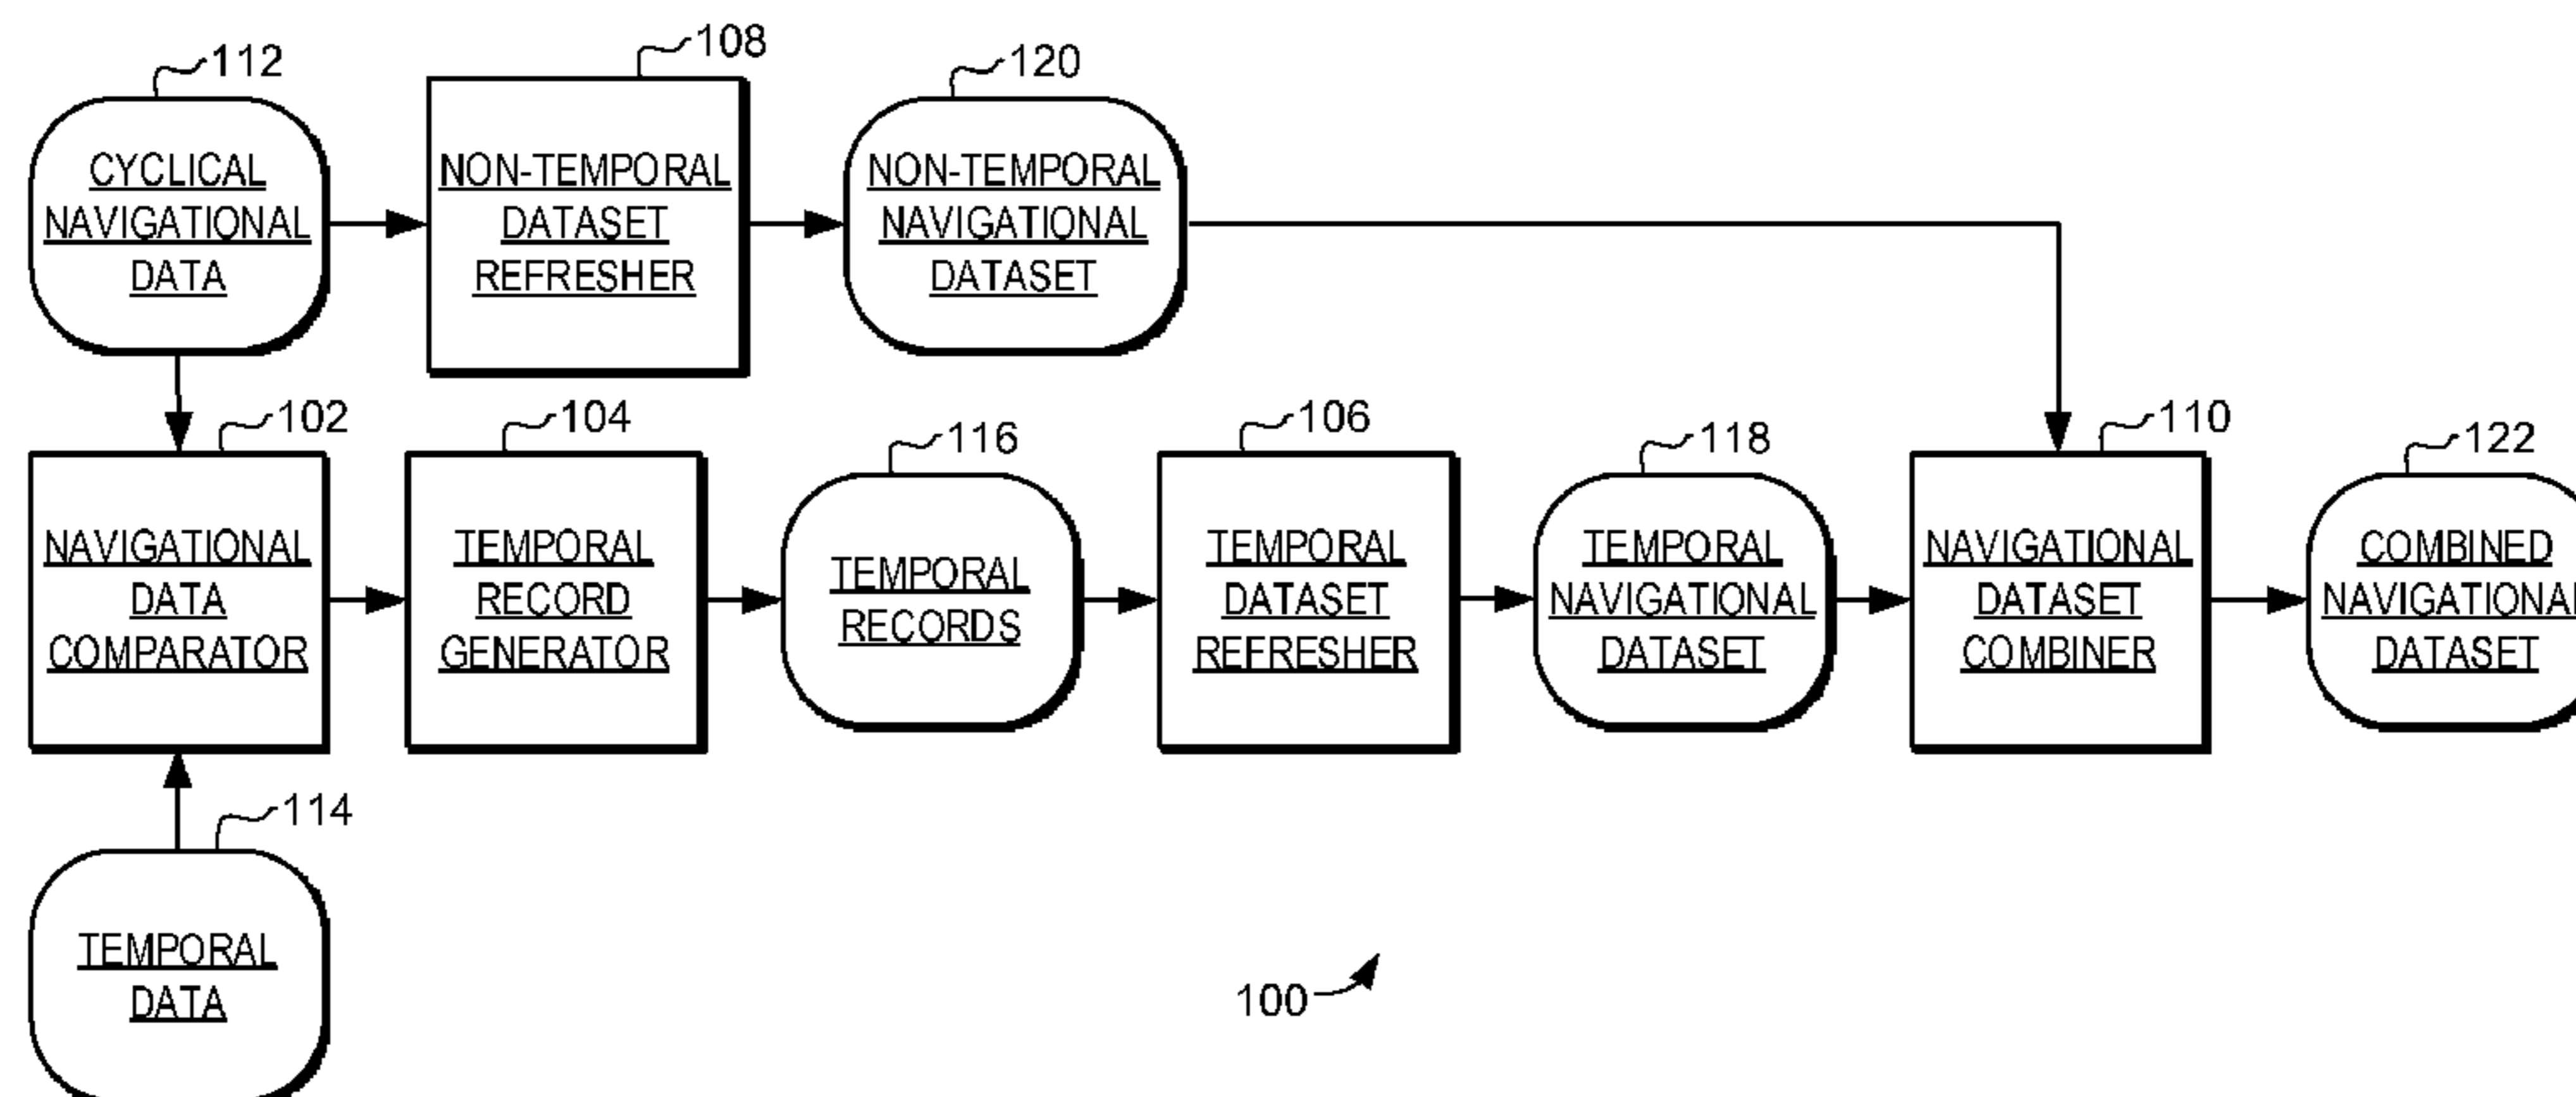 108
112
120
CYCLICAL
NAVIGATIONAL
DATA
NON-TEMPORAL
DATASET
REFRESHER
NON-TEMPORAL
NAVIGATIONAL
DATASET
102
104
116
106
118
110
122
NAVIGATIONAL
DATA
COMPARATOR
TEMPORAL
RECORD
GENERATOR
TEMPORAL
RECORDS
TEMPORAL
DATASET
REFRESHER
TEMPORAL
NAVIGATIONAL
DATASET
NAVIGATIONAL
DATASET
COMBINER
COMBINED
NAVIGATIONAL
DATASET
114
TEMPORAL
DATA
100